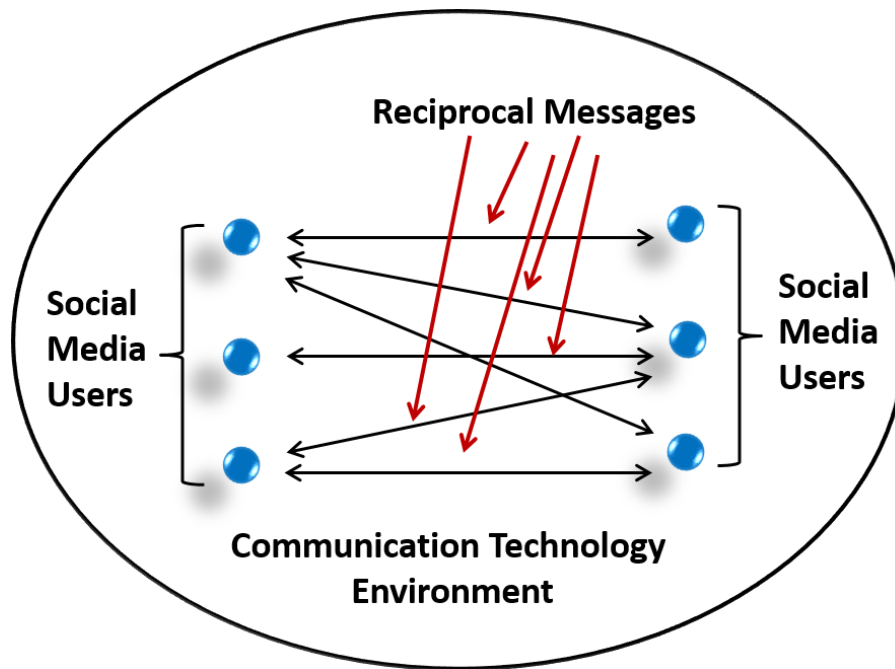 Reciprocal Messages
Social
Media
Users
Social
Media
Users
Communication Technology
Environment